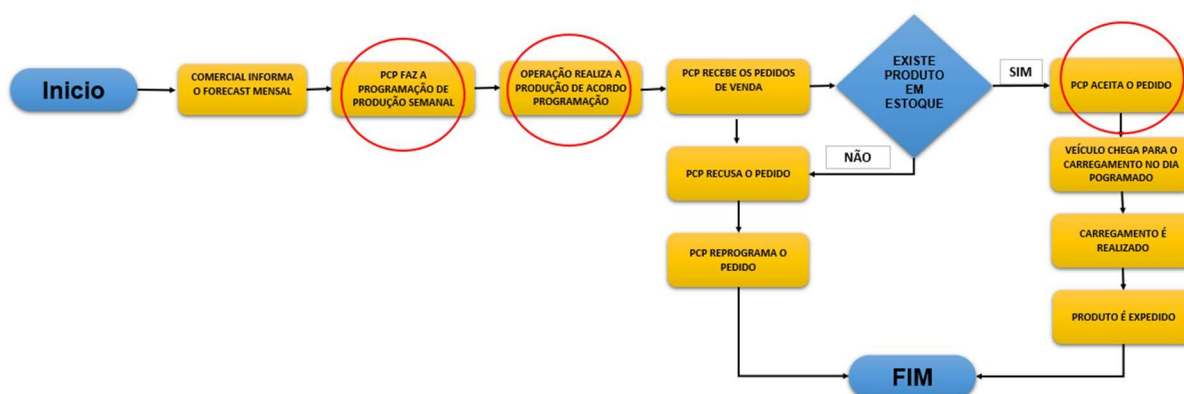 Inicio
COMERCIAL INFORMA
O FORECAST MENSAL
PCP FAZ A
PROGRAMAÇÃO DE
PRODUÇÃO SEMANAL
OPERAÇÃO REALIZA A
PRODUÇÃO DE ACORDO
PROGRAMAÇÃO
PCP RECEBE OS PEDIDOS
DE VENDA
EXISTE
PRODUTO
EM
ESTOQUE
SIM
PCP ACEITA O PEDIDO
NÃO
PCP RECUSA O PEDIDO
VEÍCULO CHEGA PARA O
CARREGAMENTO NO DIA
POGRAMADO
PCP REPROGRAMA O
PEDIDO
CARREGAMENTO É
REALIZADO
PRODUTO É EXPEDIDO
FIM